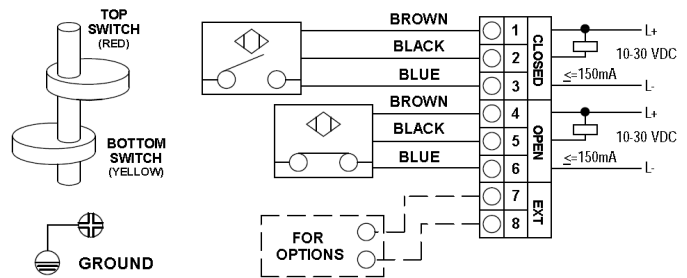 TOP
SWITCH
(RED)
BOTTOM
SWITCH
(YELLOW)
GROUND
BROWN
BLACK
BLUE
BROWN
BLACK
BLUE
FOR
OPTIONS
1
2
3
4
5
6
7
8
CLOSED
OPEN
EXT
L+
10-30 VDC
<=150mA
L-
L+
10-30 VDC
<=150mA
L-